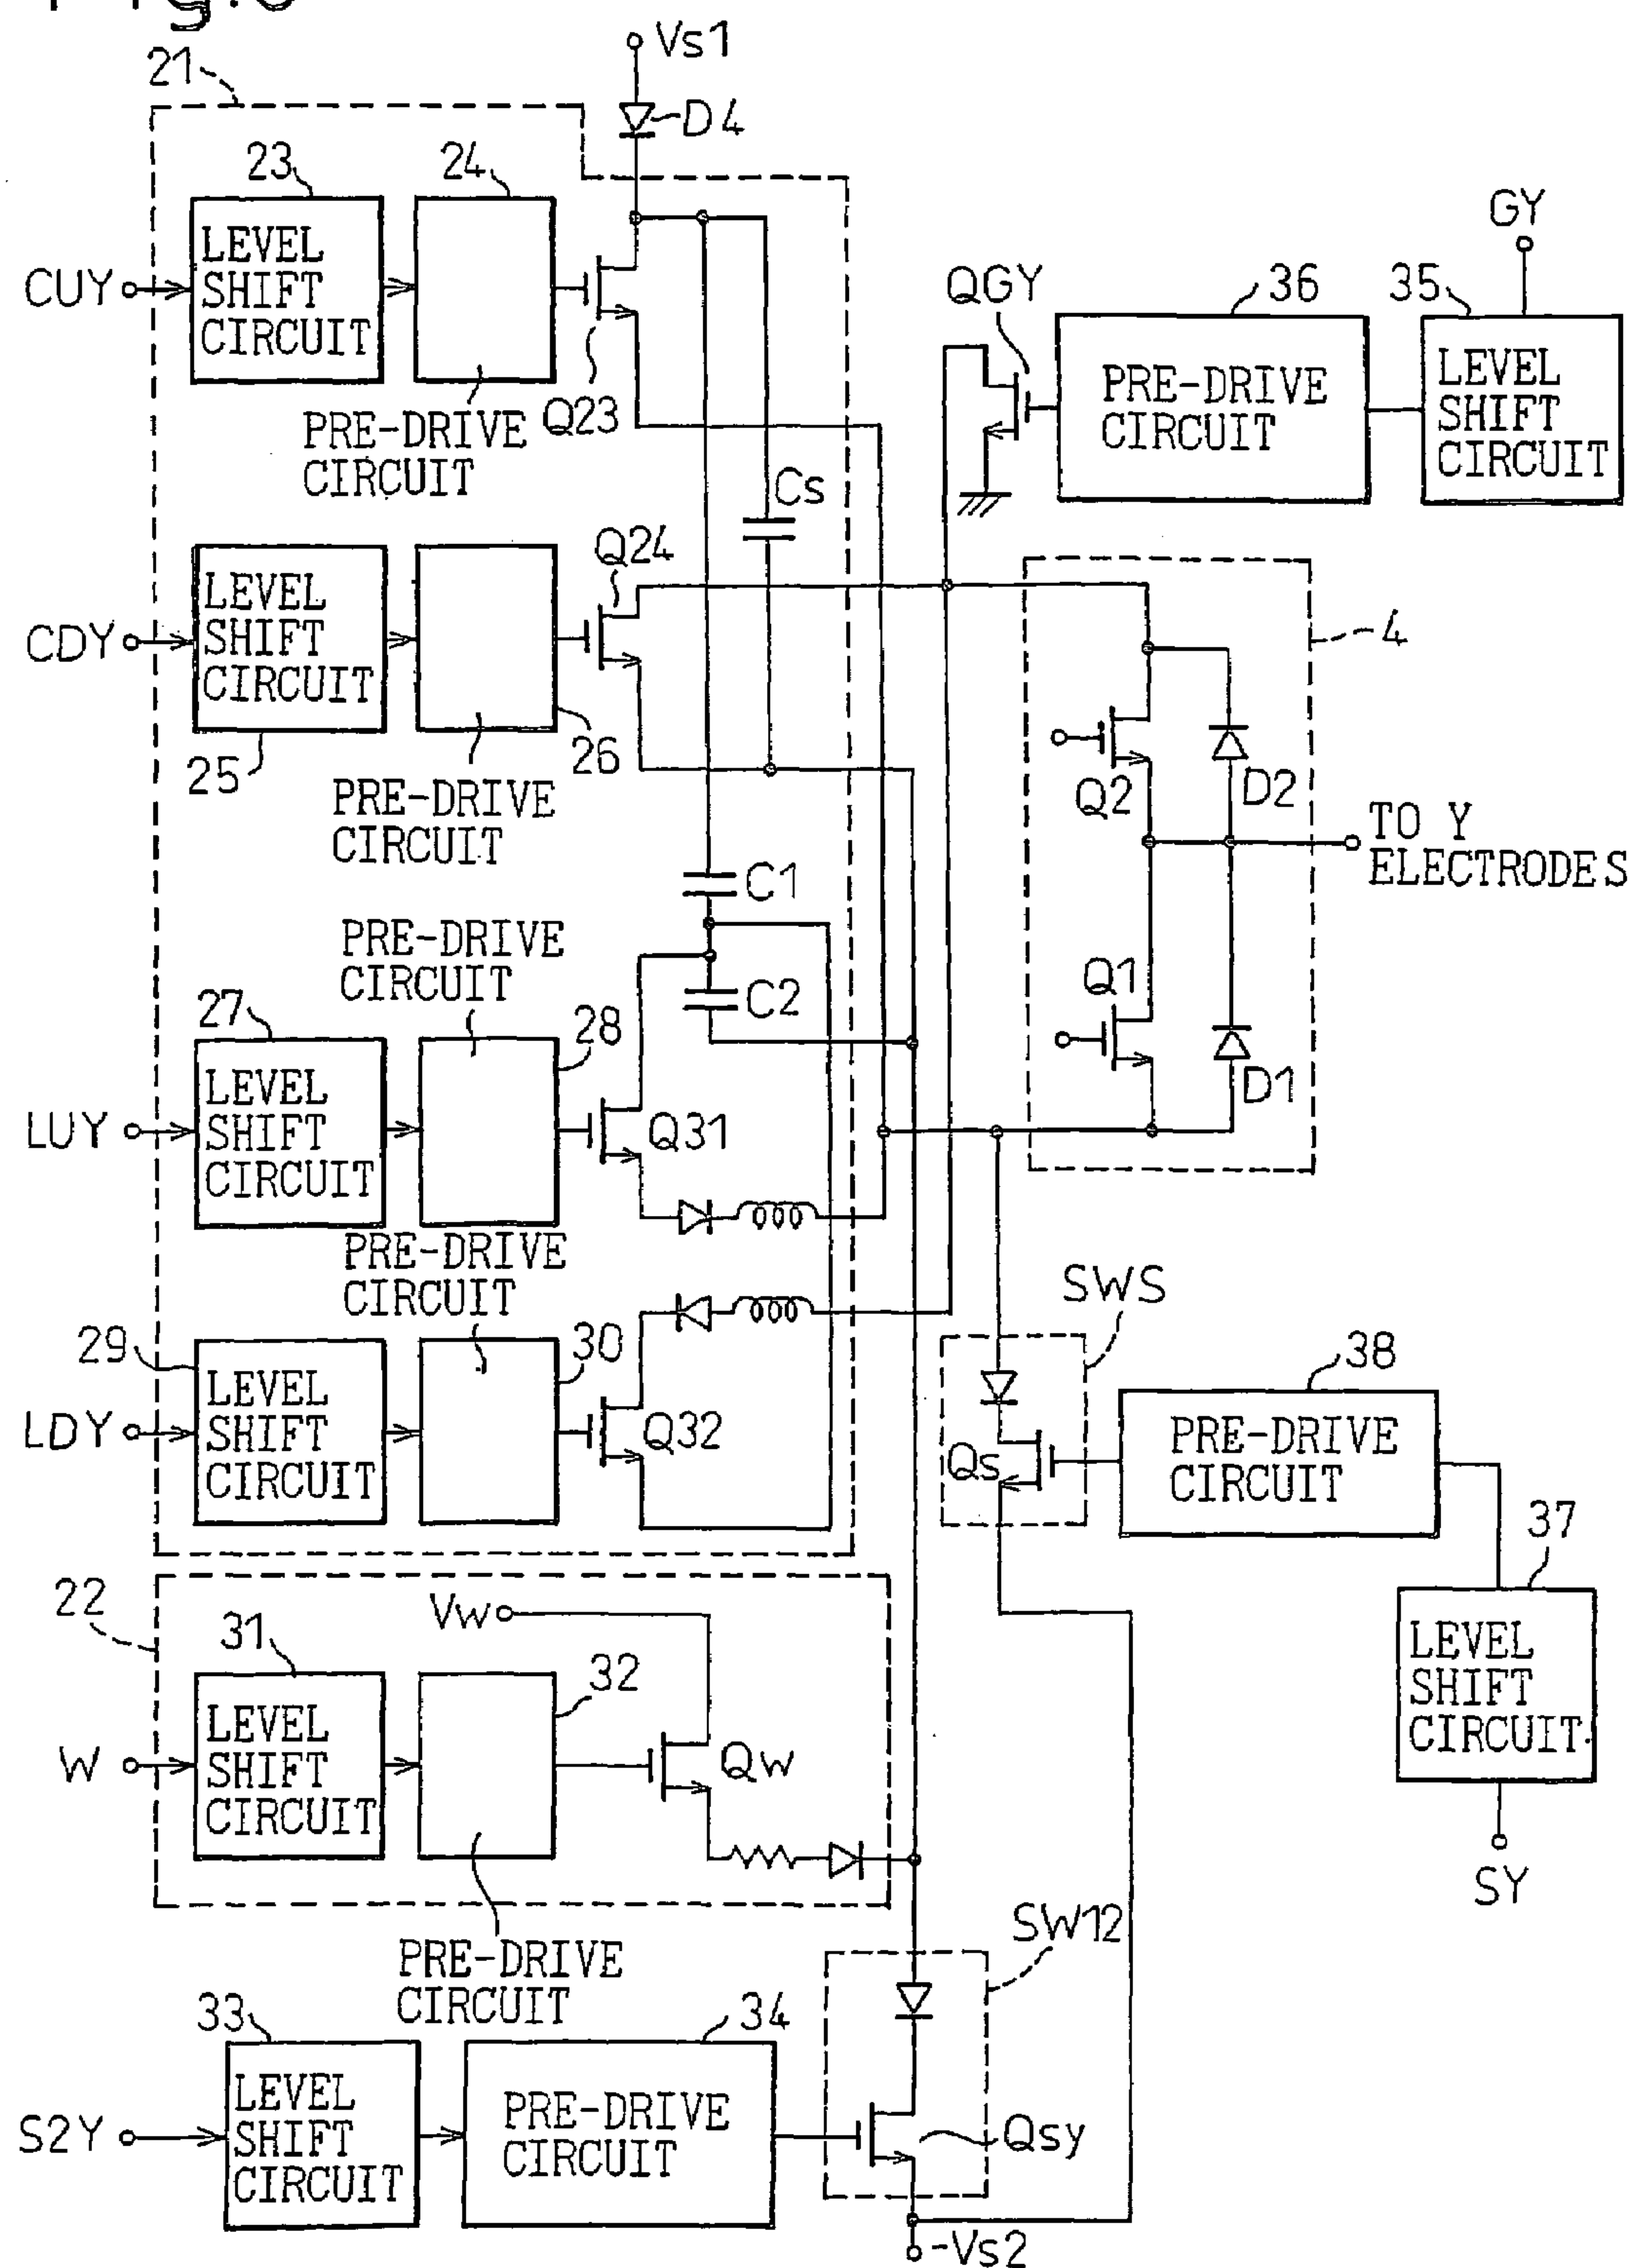 Fig.6
Vs1
21
D4
23
24
GY
CUY
LEVEL
SHIFT
CIRCUIT
QGY
36
35
PRE-DRIVE
CIRCUIT
LEVEL
SHIFT
CIRCUIT
PRE-DRIVE
CIRCUIT
Q23
Cs
Q24
CDY
LEVEL
SHIFT
CIRCUIT
4
25
26
PRE-DRIVE
CIRCUIT
Q2
D2
TO Y
ELECTRODES
C1
PRE-DRIVE
CIRCUIT
Q1
27
28
C2
D1
LUY
LEVEL
SHIFT
CIRCUIT
Q31
PRE-DRIVE
CIRCUIT
SWS
29
30
38
LDY
LEVEL
SHIFT
CIRCUIT
Q32
Qs
PRE-DRIVE
CIRCUIT
37
22
Vw
31
LEVEL
SHIFT
CIRCUIT
32
W
LEVEL
SHIFT
CIRCUIT
Qw
SY
SW12
PRE-DRIVE
CIRCUIT
33
34
S2Y
LEVEL
SHIFT
CIRCUIT
PRE-DRIVE
CIRCUIT
Qsy
-Vs2